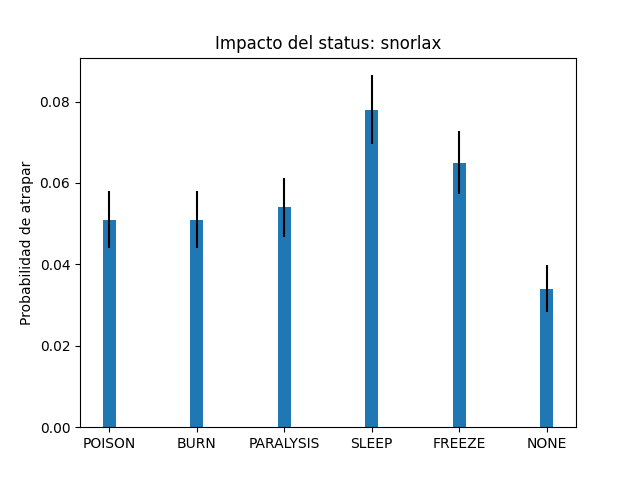 Impacto del status: snorlax
Probabilidad de atrapar
0.08
0.06
0.04
0.02
0.00
POISON BURN PARALYSIS SLEEP FREEZE NONE